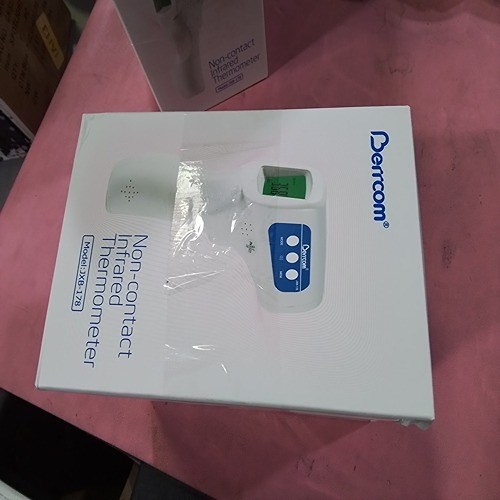 Berrcom®
Non-contact
Infrared
Thermometer
Model:JXB-178
Berrcom
Non-contact
Infrared
Thermometer